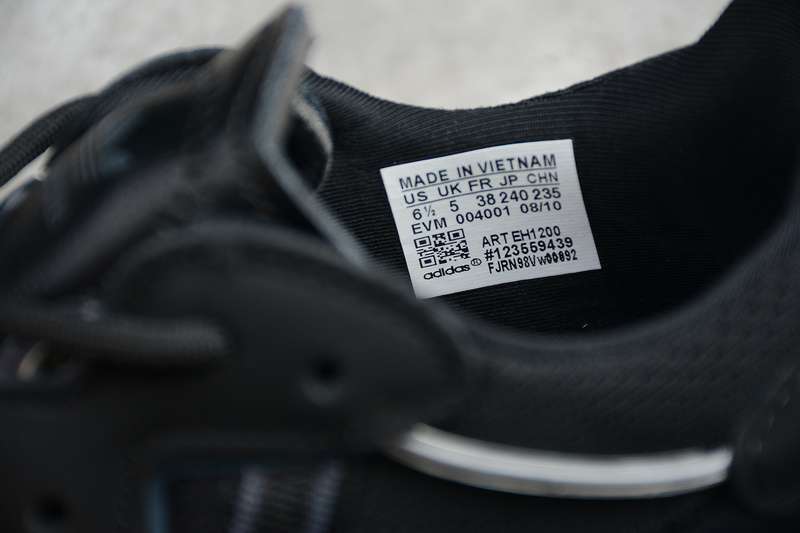 MADE IN VIETNAM
US UK FR JP CHN
6½ 5 38 240 235
EVM 004001 08/10
ART EH1200
#123559439
adidas® FJRN98Vw00092